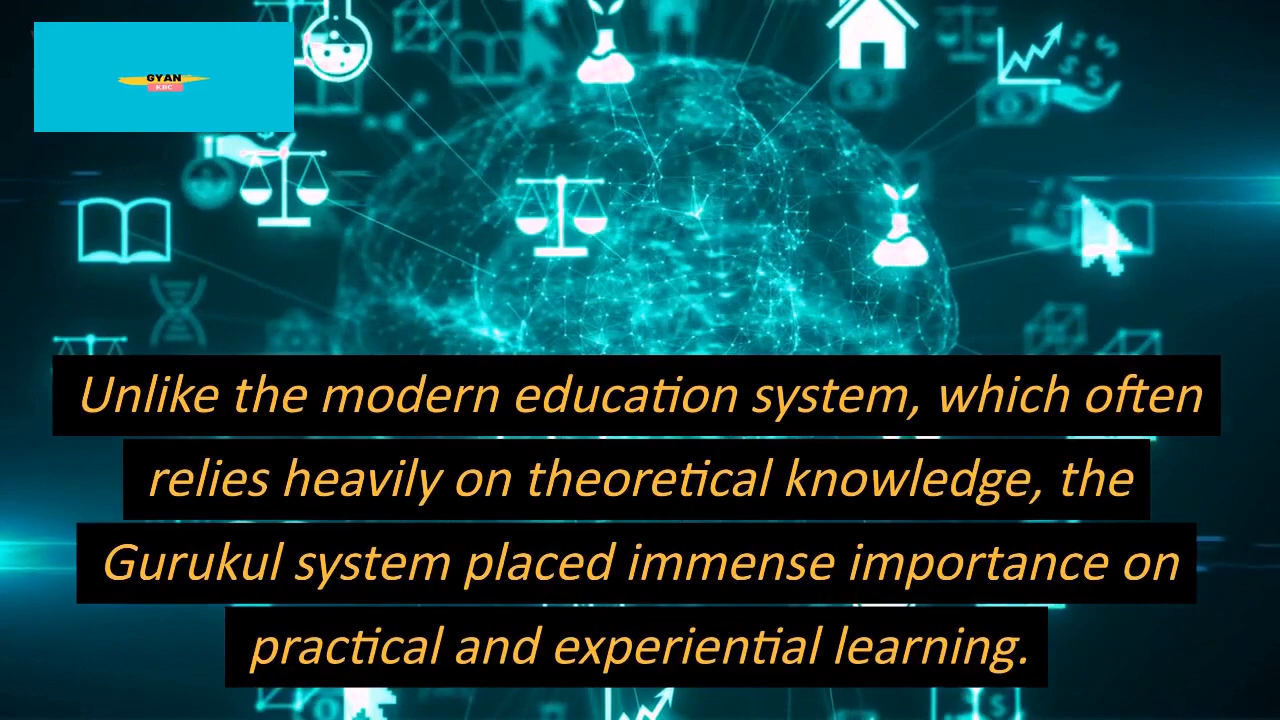 GYAN
KBC
Unlike the modern education system, which often
relies heavily on theoretical knowledge, the
Gurukul system placed immense importance on
practical and experiential learning.